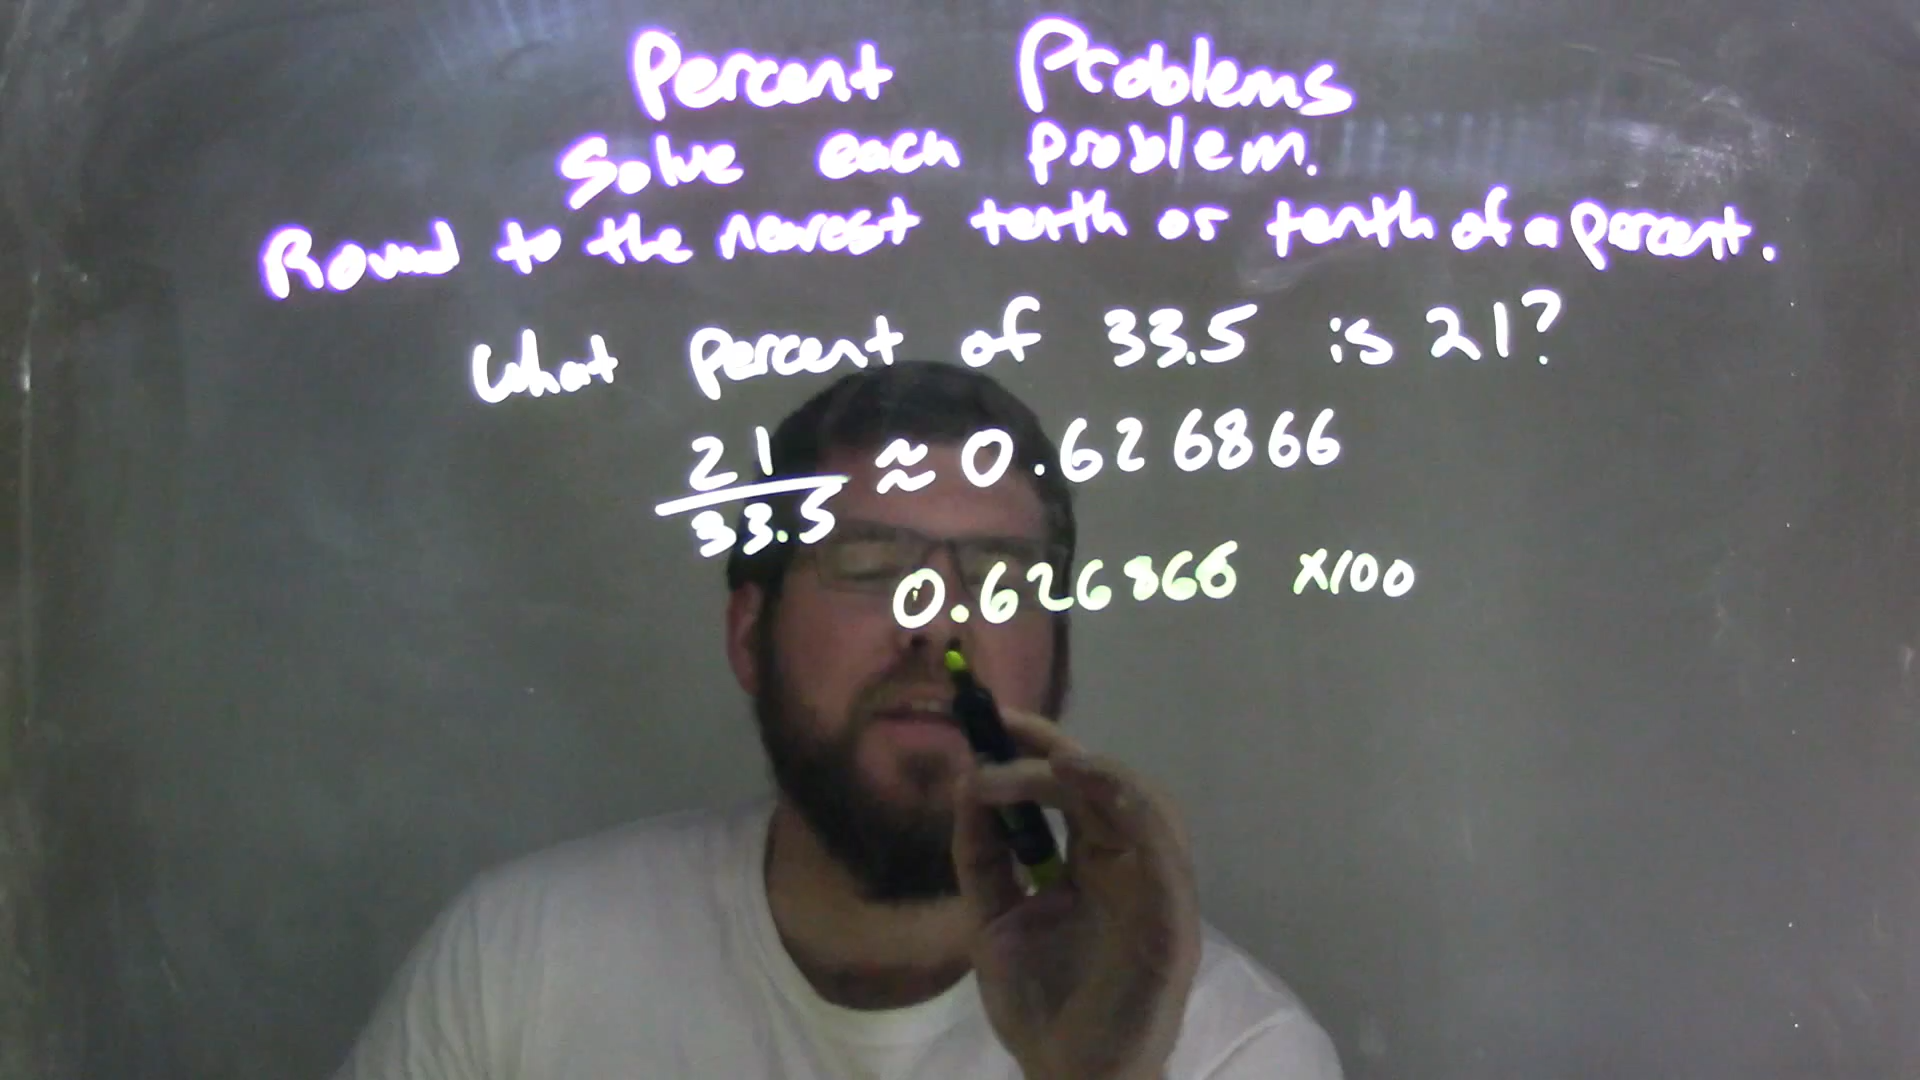 Percent Problems
Solve each problem.
Round to the nearest tenth or tenth of a percent.
What percent of 33.5 is 21?
21/33.5 ≈ 0.626866
0.626866 x100